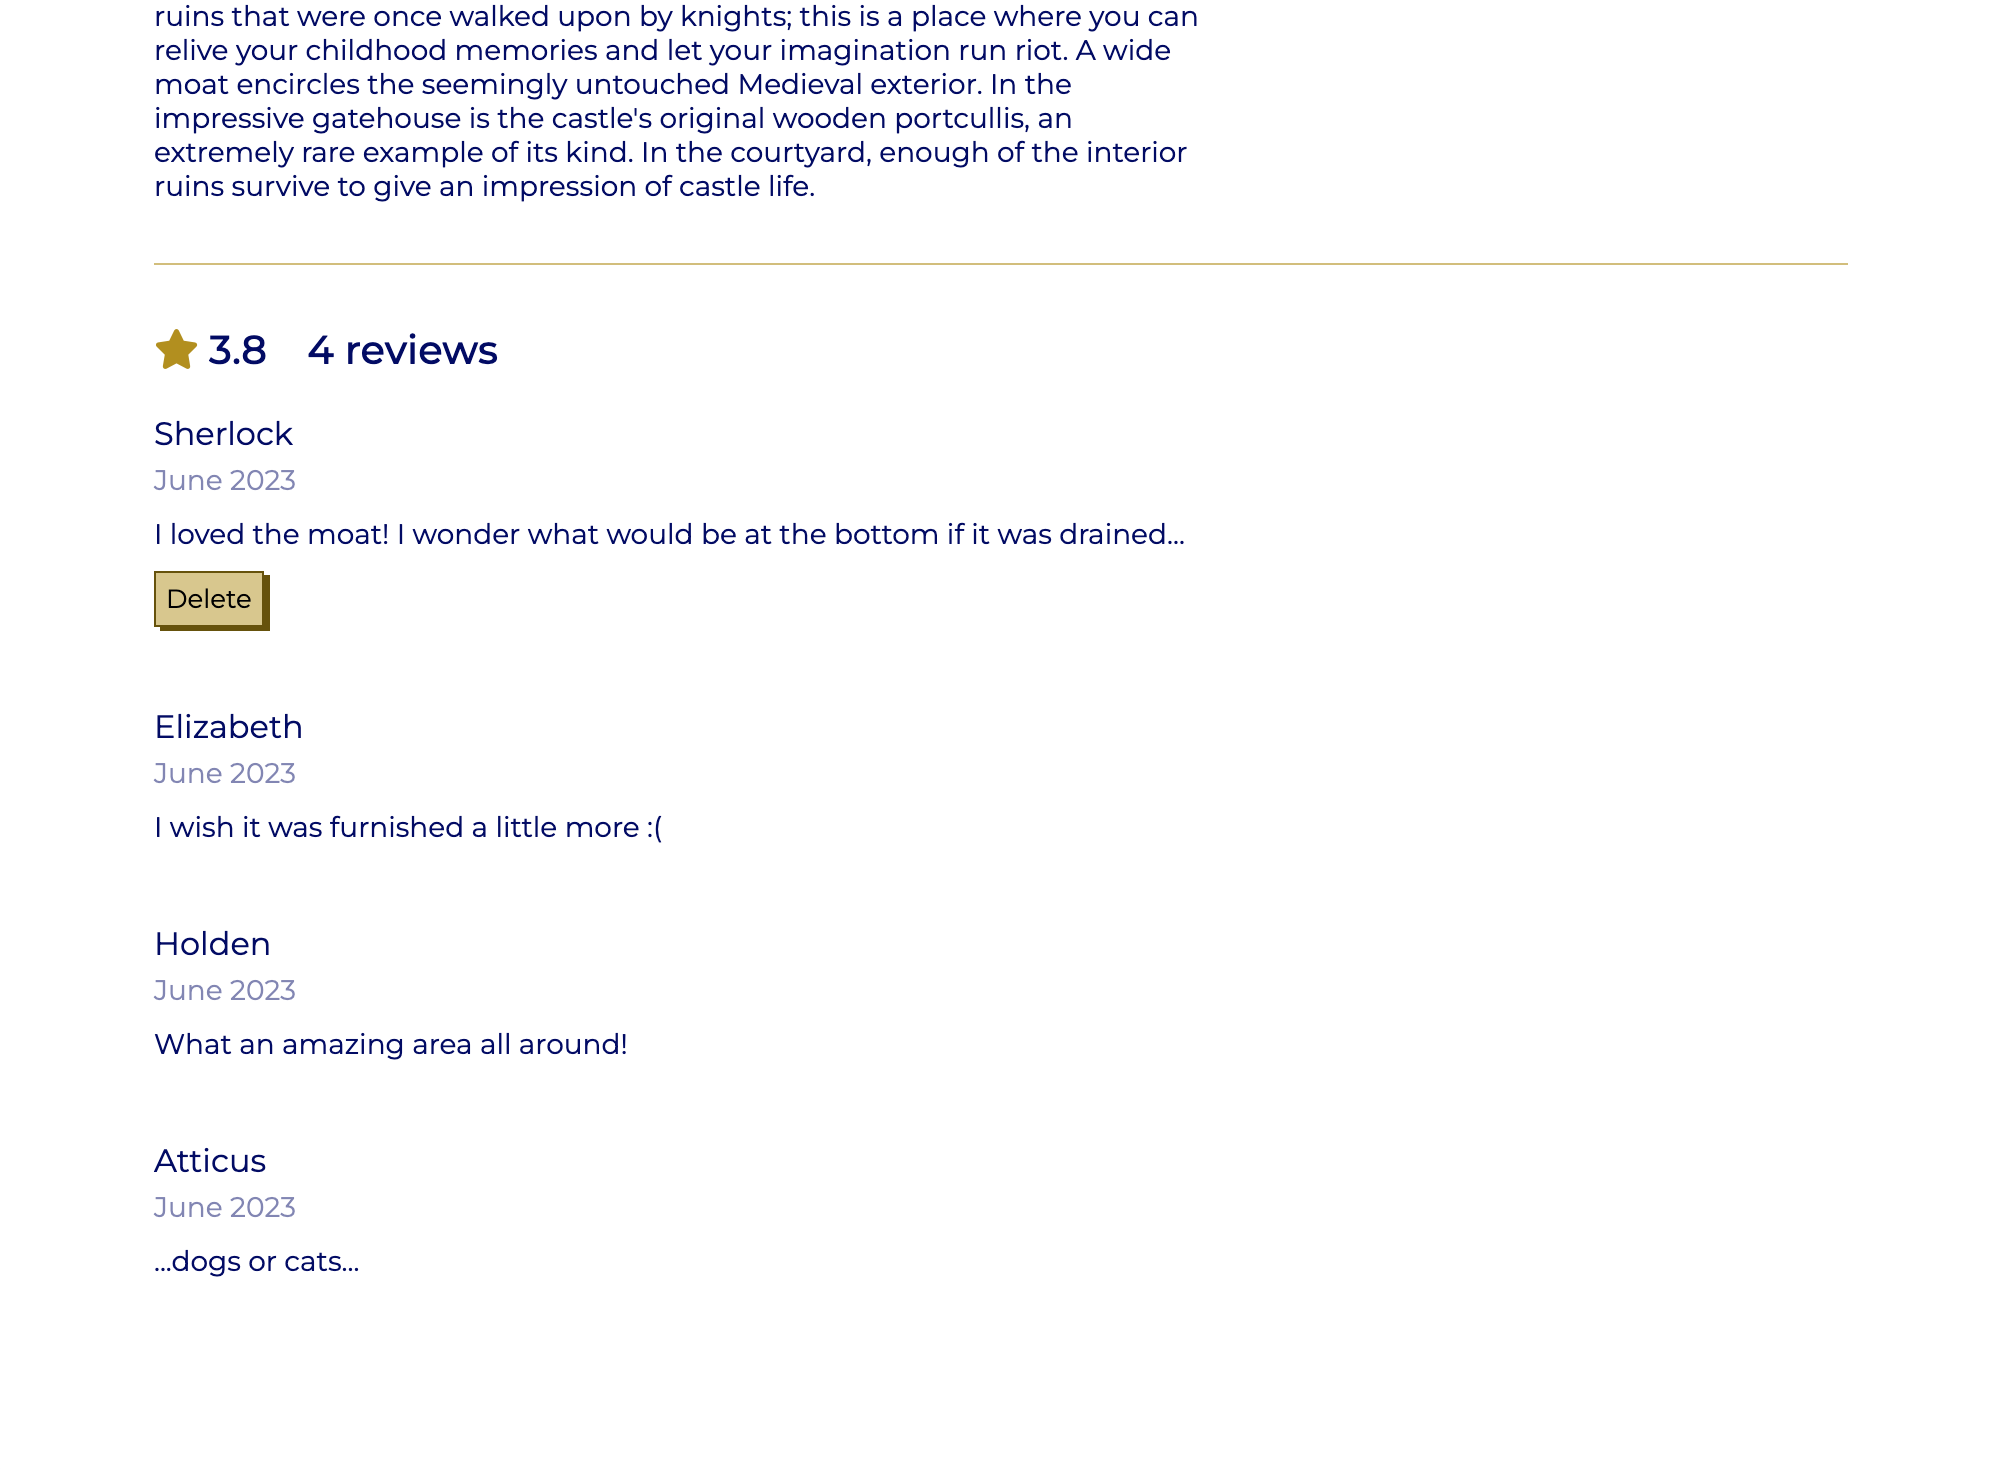 ruins that were once walked upon by knights; this is a place where you can
relive your childhood memories and let your imagination run riot. A wide
moat encircles the seemingly untouched Medieval exterior. In the
impressive gatehouse is the castle's original wooden portcullis, an
extremely rare example of its kind. In the courtyard, enough of the interior
ruins survive to give an impression of castle life.
3.8 4 reviews
Sherlock
June 2023
I loved the moat! I wonder what would be at the bottom if it was drained...
Delete
Elizabeth
June 2023
I wish it was furnished a little more :(
Holden
June 2023
What an amazing area all around!
Atticus
June 2023
...dogs or cats...